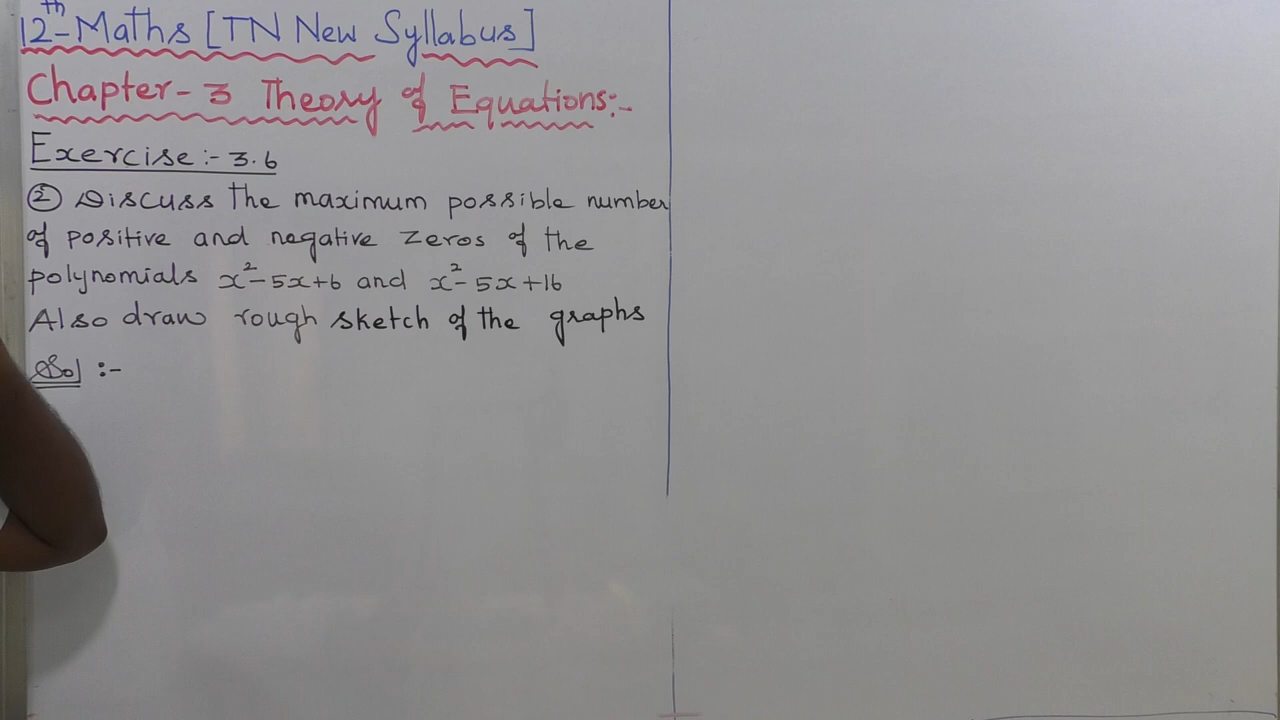 12th-Maths [TN New Syllabus]
Chapter-3 Theory of Equations:-
Exercise:- 3.6
② Discuss the maximum possible number
of positive and negative zeros of the
polynomials x²-5x+6 and x²-5x+16
Also draw rough sketch of the graphs
Sol :-